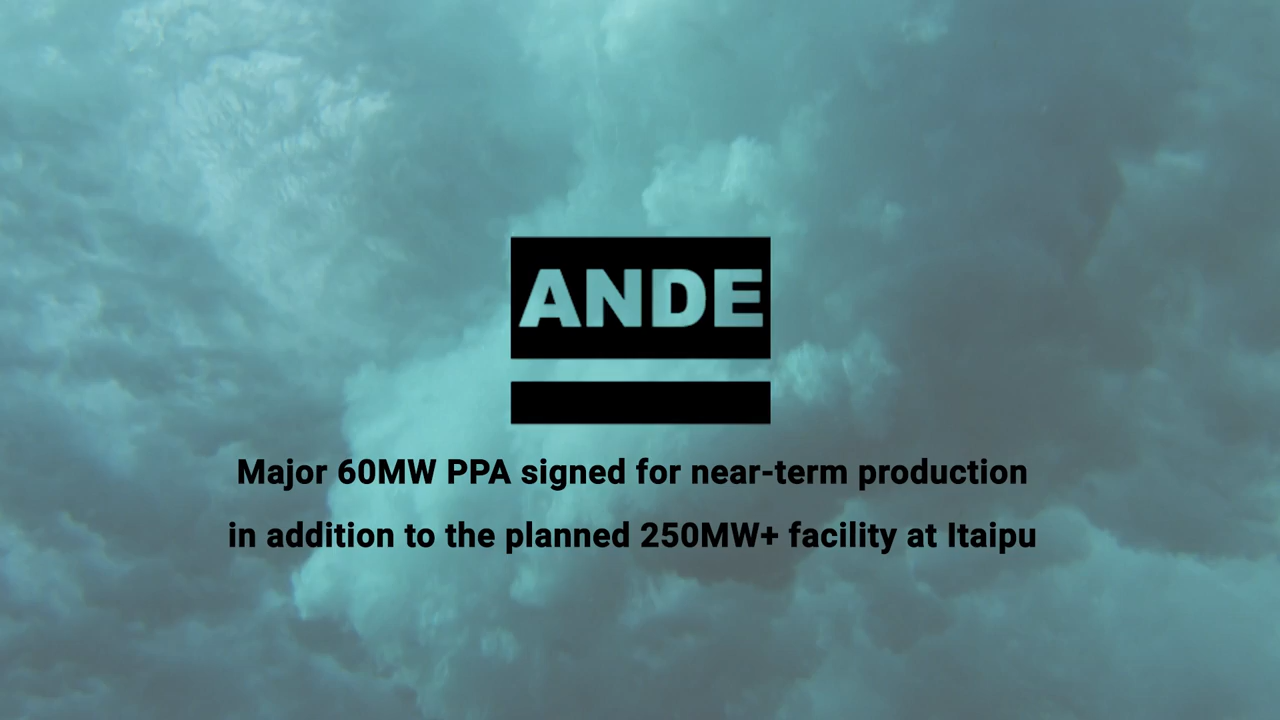 ANDE
Major 60MW PPA signed for near-term production
in addition to the planned 250MW+ facility at Itaipu